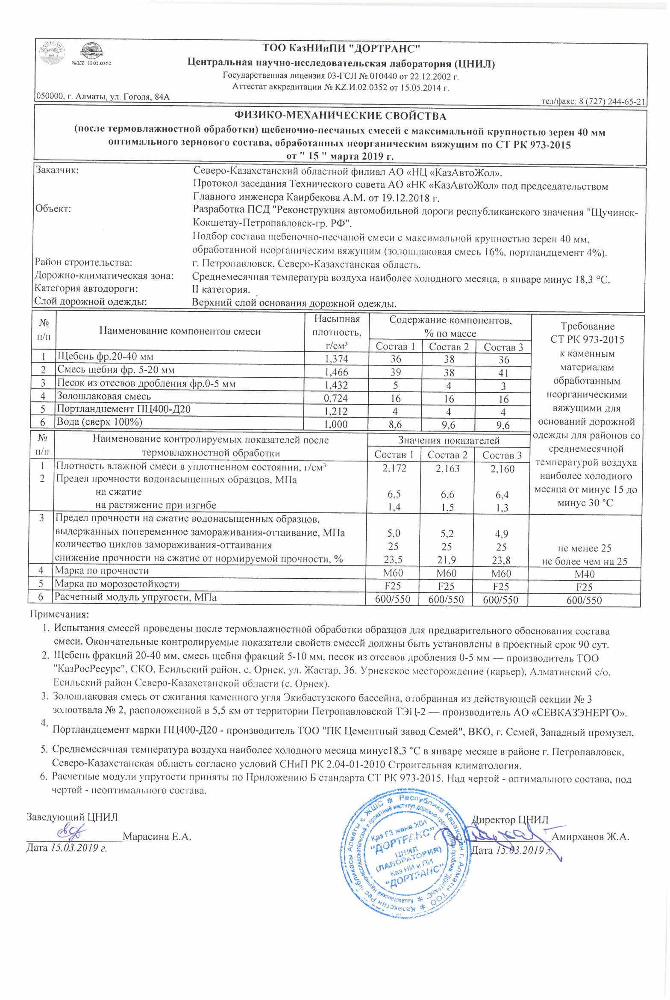 ДОРТРАНС
№KZ И.02.0352
ТОО КазНИиПИ "ДОРТРАНС"
Центральная научно-исследовательская лаборатория (ЦНИЛ)
Государственная лицензия 03-ГСЛ № 010440 от 22.12.2002 г.
Аттестат аккредитации № KZ.И.02.0352 от 15.05.2014 г.
050000, г. Алматы, ул. Гоголя, 84А
тел/факс: 8 (727) 244-65-21
ФИЗИКО-МЕХАНИЧЕСКИЕ СВОЙСТВА
(после термовлажностной обработки) щебеночно-песчаных смесей с максимальной крупностью зерен 40 мм
оптимального зернового состава, обработанных неорганическим вяжущим по СТ РК 973-2015
от " 15 " марта 2019 г.
Заказчик: Северо-Казахстанский областной филиал АО «НЦ «КазАвтоЖол».
Протокол заседания Технического совета АО «НК «КазАвтоЖол» под председательством
Главного инженера Каирбекова А.М. от 19.12.2018 г.
Объект: Разработка ПСД "Реконструкция автомобильной дороги республиканского значения "Щучинск-
Кокшетау-Петропавловск-гр. РФ".
Подбор состава щебеночно-песчаной смеси с максимальной крупностью зерен 40 мм,
обработанной неорганическим вяжущим (золошлаковая смесь 16%, портландцемент 4%).
Район строительства: г. Петропавловск, Северо-Казахстанская область.
Дорожно-климатическая зона: Среднемесячная температура воздуха наиболее холодного месяца, в январе минус 18,3 °С.
Категория автодороги: II категория.
Слой дорожной одежды: Верхний слой основания дорожной одежды.
№ п/п
Наименование компонентов смеси
Насыпная плотность, г/см³
Содержание компонентов, % по массе
Состав 1 Состав 2 Состав 3
Требование
СТ РК 973-2015
к каменным
материалам
обработанным
неорганическими
вяжущими для
оснований дорожной
одежды для районов со
среднемесячной
температурой воздуха
наиболее холодного
месяца от минус 15 до
минус 30 °С
1 Щебень фр.20-40 мм 1,374 36 38 36
2 Смесь щебня фр. 5-20 мм 1,466 39 38 41
3 Песок из отсевов дробления фр.0-5 мм 1,432 5 4 3
4 Золошлаковая смесь 0,724 16 16 16
5 Портландцемент ПЦ400-Д20 1,212 4 4 4
6 Вода (сверх 100%) 1,000 8,6 9,6 9,6
№ п/п
Наименование контролируемых показателей после
термовлажностной обработки
Значения показателей
Состав 1 Состав 2 Состав 3
1 Плотность влажной смеси в уплотненном состоянии, г/см³ 2,172 2,163 2,160
2 Предел прочности водонасыщенных образцов, МПа
на сжатие 6,5 6,6 6,4
на растяжение при изгибе 1,4 1,5 1,3
3 Предел прочности на сжатие водонасыщенных образцов,
выдержанных попеременное замораживания-оттаивание, МПа 5,0 5,2 4,9
количество циклов замораживания-оттаивания 25 25 25 не менее 25
снижение прочности на сжатие от нормируемой прочности, % 23,5 21,9 23,8 не более чем на 25
4 Марка по прочности М60 М60 М60 М40
5 Марка по морозостойкости F25 F25 F25 F25
6 Расчетный модуль упругости, МПа 600/550 600/550 600/550 600/550
Примечания:
1. Испытания смесей проведены после термовлажностной обработки образцов для предварительного обоснования состава
смеси. Окончательные контролируемые показатели свойств смесей должны быть установлены в проектный срок 90 сут.
2. Щебень фракций 20-40 мм, смесь щебня фракций 5-10 мм, песок из отсевов дробления 0-5 мм — производитель ТОО
"КазРосРесурс", СКО, Есильский район, с. Орнек, ул. Жастар, 36. Урнекское месторождение (карьер), Алматинский с/о,
Есильский район Северо-Казахстанской области (с. Орнек).
3. Золошлаковая смесь от сжигания каменного угля Экибастузского бассейна, отобранная из действующей секции № 3
золоотвала № 2, расположенной в 5,5 км от территории Петропавловской ТЭЦ-2 — производитель АО «СЕВКАЗЭНЕРГО».
4. Портландцемент марки ПЦ400-Д20 - производитель ТОО "ПК Цементный завод Семей", ВКО, г. Семей, Западный промузел.
5. Среднемесячная температура воздуха наиболее холодного месяца минус18,3 °С в январе месяце в районе г. Петропавловск,
Северо-Казахстанская область согласно условий СНиП РК 2.04-01-2010 Строительная климатология.
6. Расчетные модули упругости приняты по Приложению Б стандарта СТ РК 973-2015. Над чертой - оптимального состава, под
чертой - неоптимального состава.
Заведующий ЦНИЛ
Марасина Е.А.
Дата 15.03.2019 г.
Директор ЦНИЛ
Амирханов Ж.А.
Дата 15.03.2019 г.
Қазақстан Республикасы Алматы қ. ЖШС * Республика Казахстан г. Алматы ТОО *
Казахстанский научно-исследовательский и проектный институт дорожно-транспортных проблем "ДОРТРАНС" *
Қаз ҒЗ және ЖИ
"ДОРТРАНС"
ЦНИЛ
(ЛАБОРАТОРИЯ)
Каз НИ и ПИ
"ДОРТРАНС"